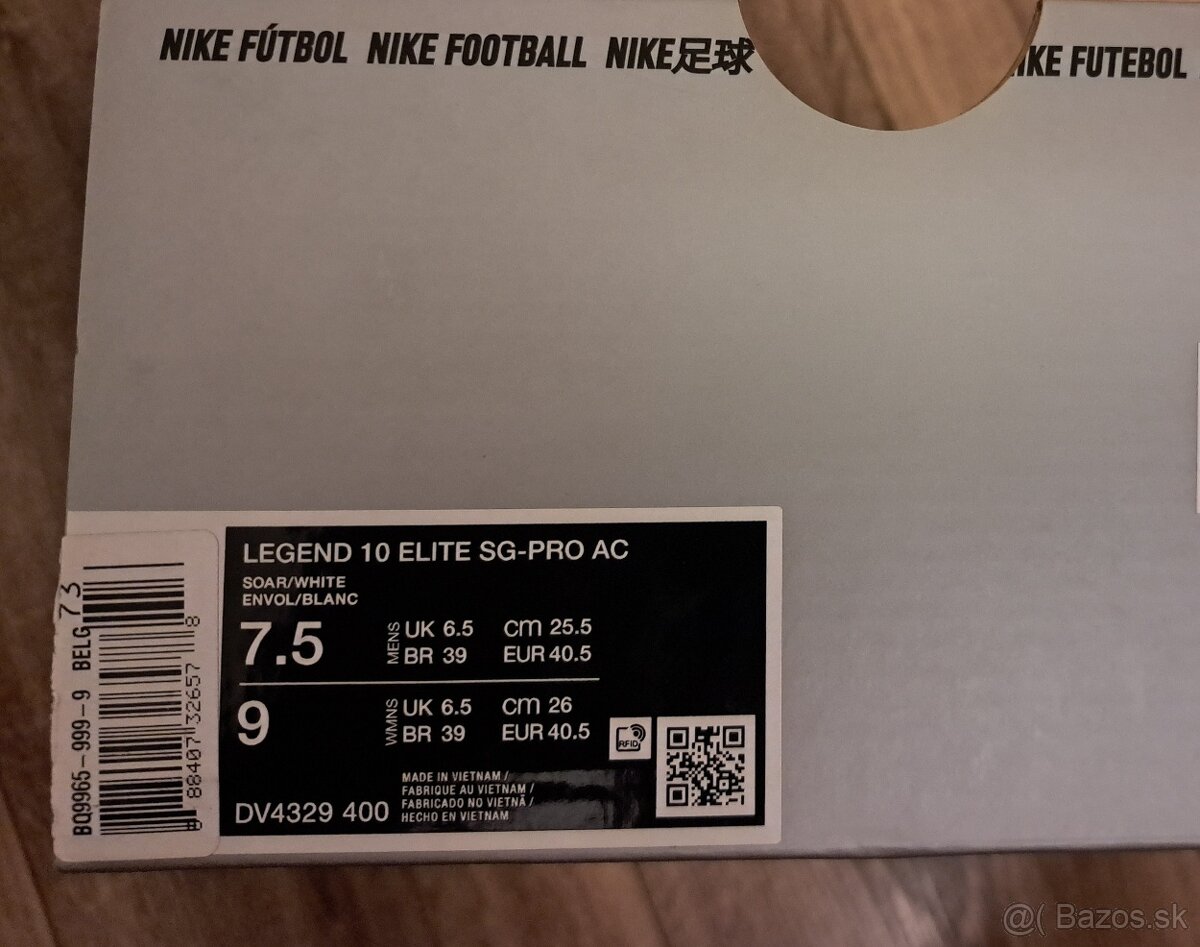 NIKE FÚTBOL NIKE FOOTBALL NIKE足球 NIKE FUTEBOL
LEGEND 10 ELITE SG-PRO AC
SOAR/WHITE
ENVOL/BLANC
7.5 MENS UK 6.5 cm 25.5
BR 39 EUR 40.5
9 WMNS UK 6.5 cm 26
BR 39 EUR 40.5
RFID
MADE IN VIETNAM /
FABRIQUE AU VIETNAM /
FABRICADO NO VIETNÃ /
HECHO EN VIETNAM
DV4329 400
BQ9965-999-9 BELG 73
88407 32657 8
@( Bazos.sk